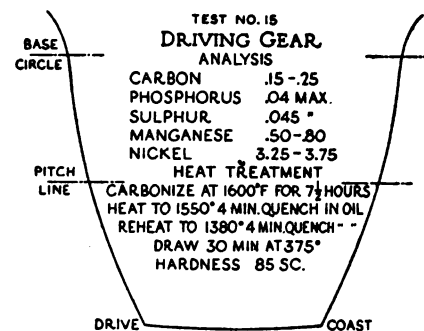 TEST NO. 15
DRIVING GEAR
ANALYSIS
BASE
CIRCLE
CARBON .15-.25
PHOSPHORUS .04 MAX.
SULPHUR .045 "
MANGANESE .50-.80
NICKEL 3.25-3.75
HEAT TREATMENT
PITCH
LINE
CARBONIZE AT 1600°F FOR 7½ HOURS
HEAT TO 1550° 4 MIN. QUENCH IN OIL
REHEAT TO 1380° 4 MIN. QUENCH " "
DRAW 30 MIN AT 375°
HARDNESS 85 SC.
DRIVE
COAST